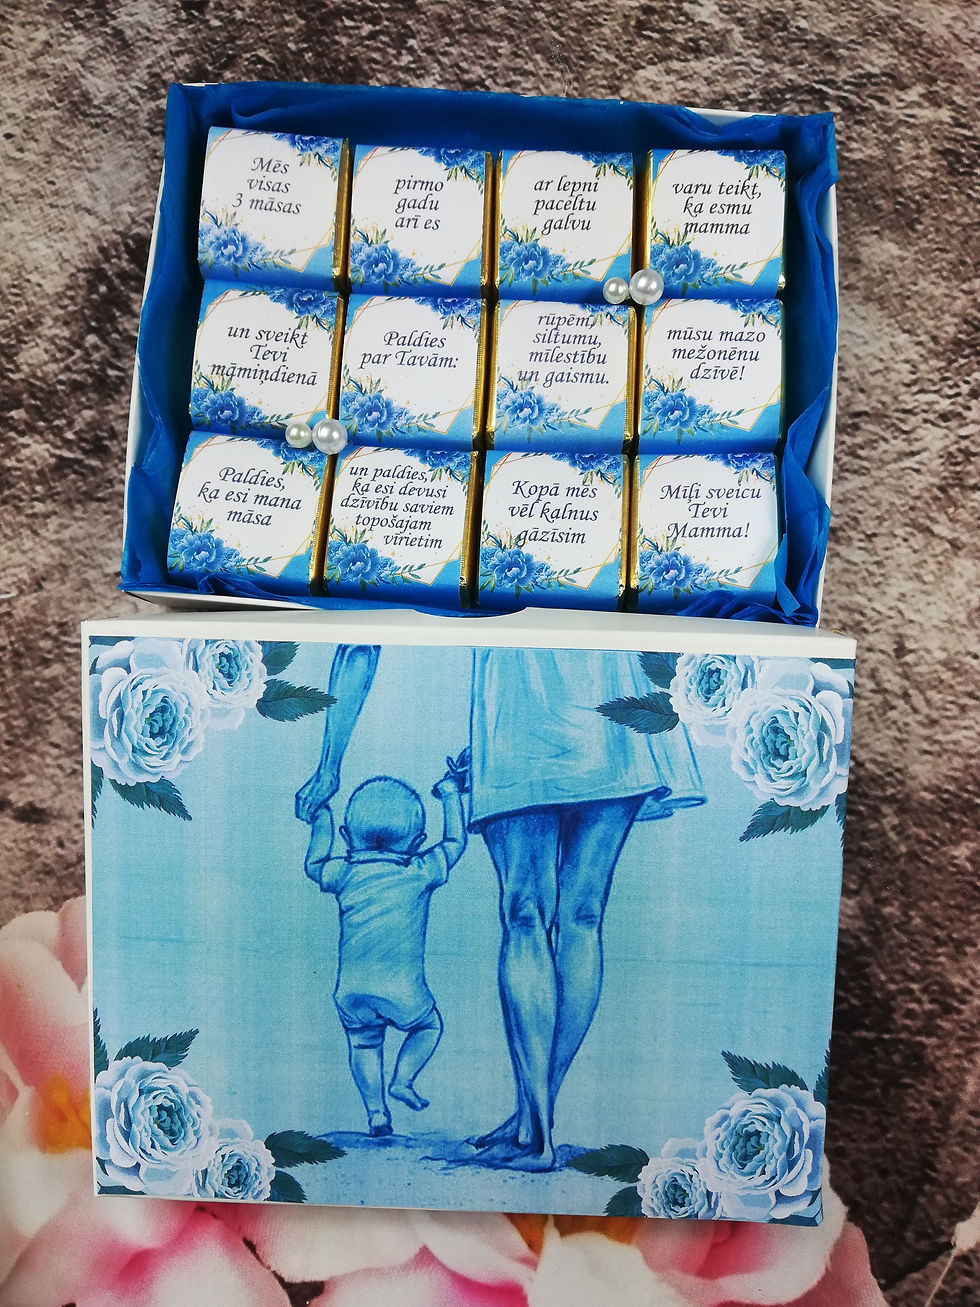 Mēs
visas
3 māsas
pirmo
gadu
arī es
ar lepni
paceltu
galvu
varu teikt,
ka esmu
mamma
un sveikt
Tevi
māmiņdienā
Paldies
par Tavām:
rūpēm,
siltumu,
mīlestību
un gaismu.
mūsu mazo
mežonēnu
dzīvē!
Paldies,
ka esi mana
māsa
un paldies,
ka esi devusi
dzīvību saviem
topošajam
vīrietim
Kopā mēs
vēl kalnus
gāzīsim
Mīļi sveicu
Tevi
Mamma!